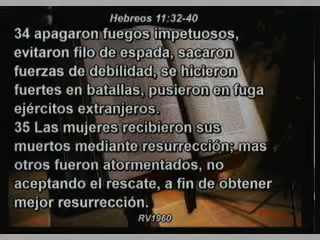 Hebreos 11:32-40
34 apagaron fuegos impetuosos,
evitaron filo de espada, sacaron
fuerzas de debilidad, se hicieron
fuertes en batallas, pusieron en fuga
ejércitos extranjeros.
35 Las mujeres recibieron sus
muertos mediante resurrección; mas
otros fueron atormentados, no
aceptando el rescate, a fin de obtener
mejor resurrección.
RV1960